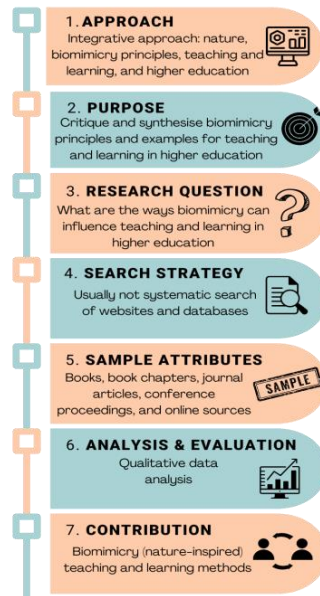 1. APPROACH
Integrative approach: nature,
biomimicry principles, teaching and
learning, and higher education
2. PURPOSE
Critique and synthesise biomimicry
principles and examples for teaching
and learning in higher education
3. RESEARCH QUESTION
What are the ways biomimicry can
influence teaching and learning in
higher education
4. SEARCH STRATEGY
Usually not systematic search
of websites and databases
5. SAMPLE ATTRIBUTES
Books, book chapters, journal
articles, conference
proceedings, and online sources
SAMPLE
6. ANALYSIS & EVALUATION
Qualitative data
analysis
7. CONTRIBUTION
Biomimicry (nature-inspired)
teaching and learning methods